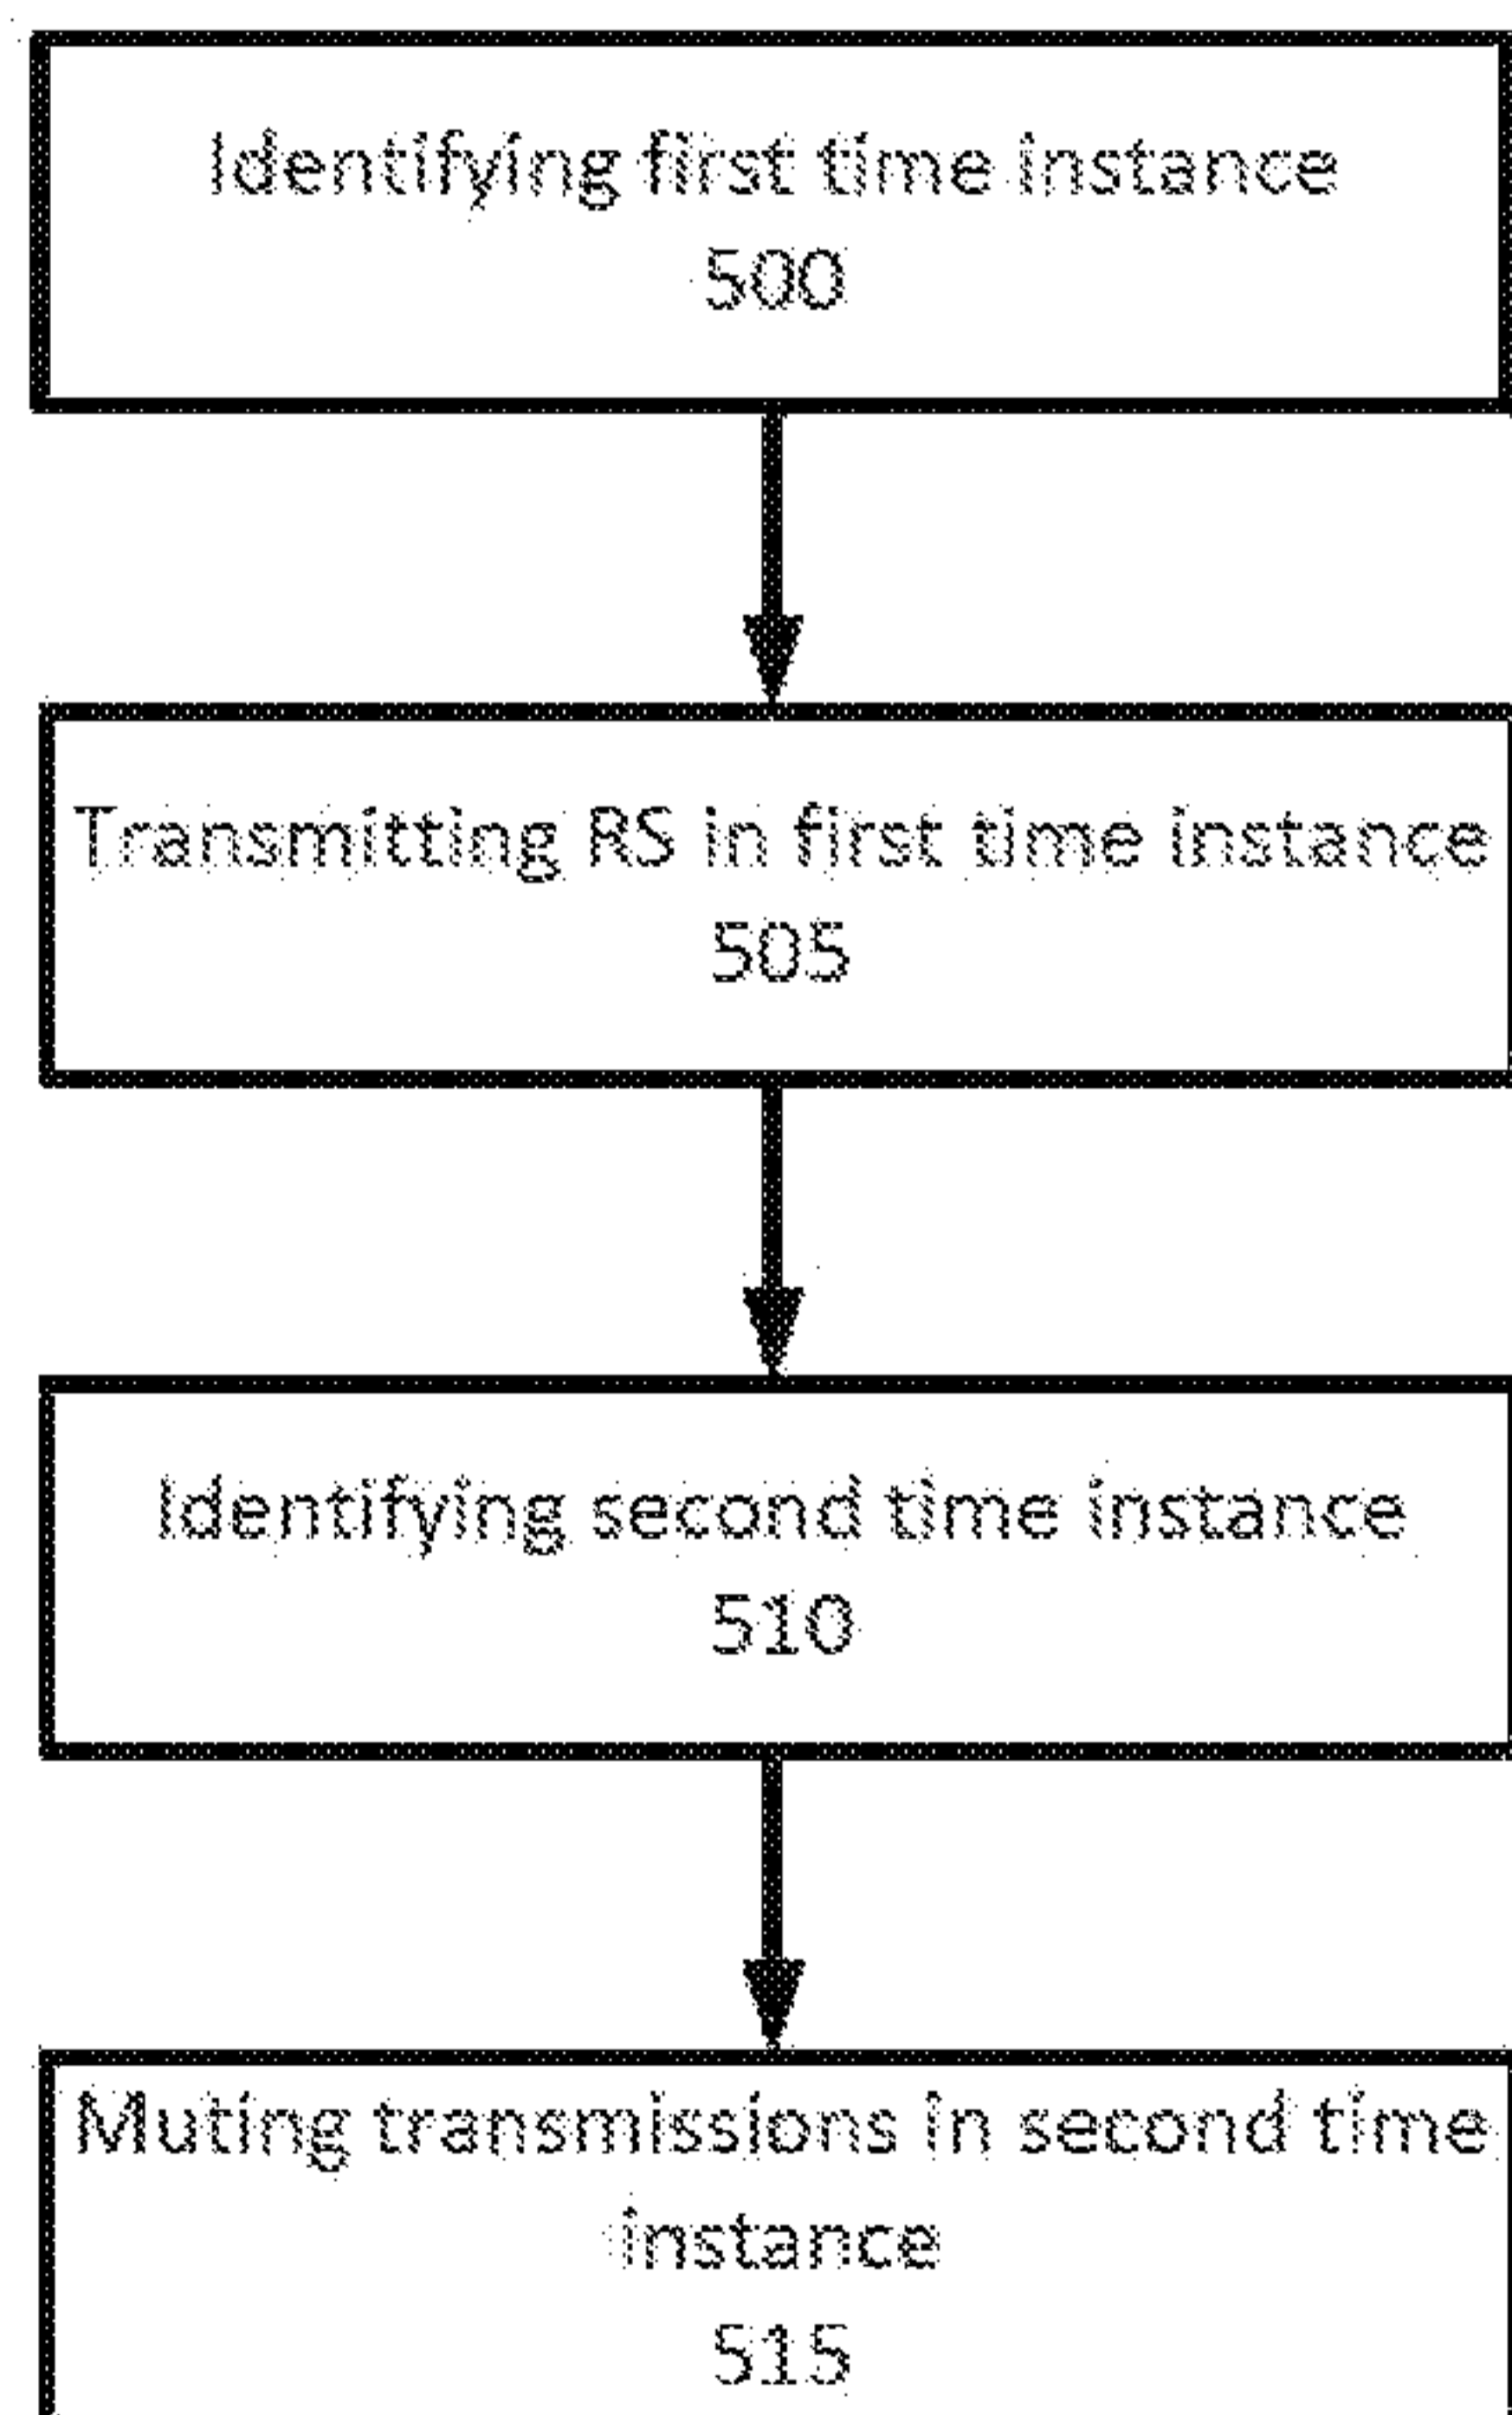 Identifying first time instance
500
Transmitting RS in first time instance
505
Identifying second time instance
510
Muting transmissions in second time
instance
515